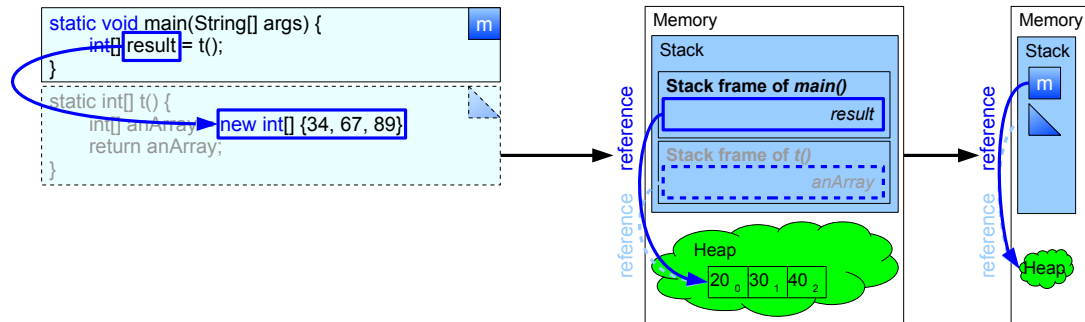 static void main(String[] args) {
int[] result = t();
}
m
static int[] t() {
int[] anArray new int[] {34, 67, 89}
return anArray;
}
Memory
Stack
Stack frame of main()
result
Stack frame of t()
anArray
reference
reference
Heap
20 0 30 1 40 2
Memory
Stack
m
reference
reference
Heap